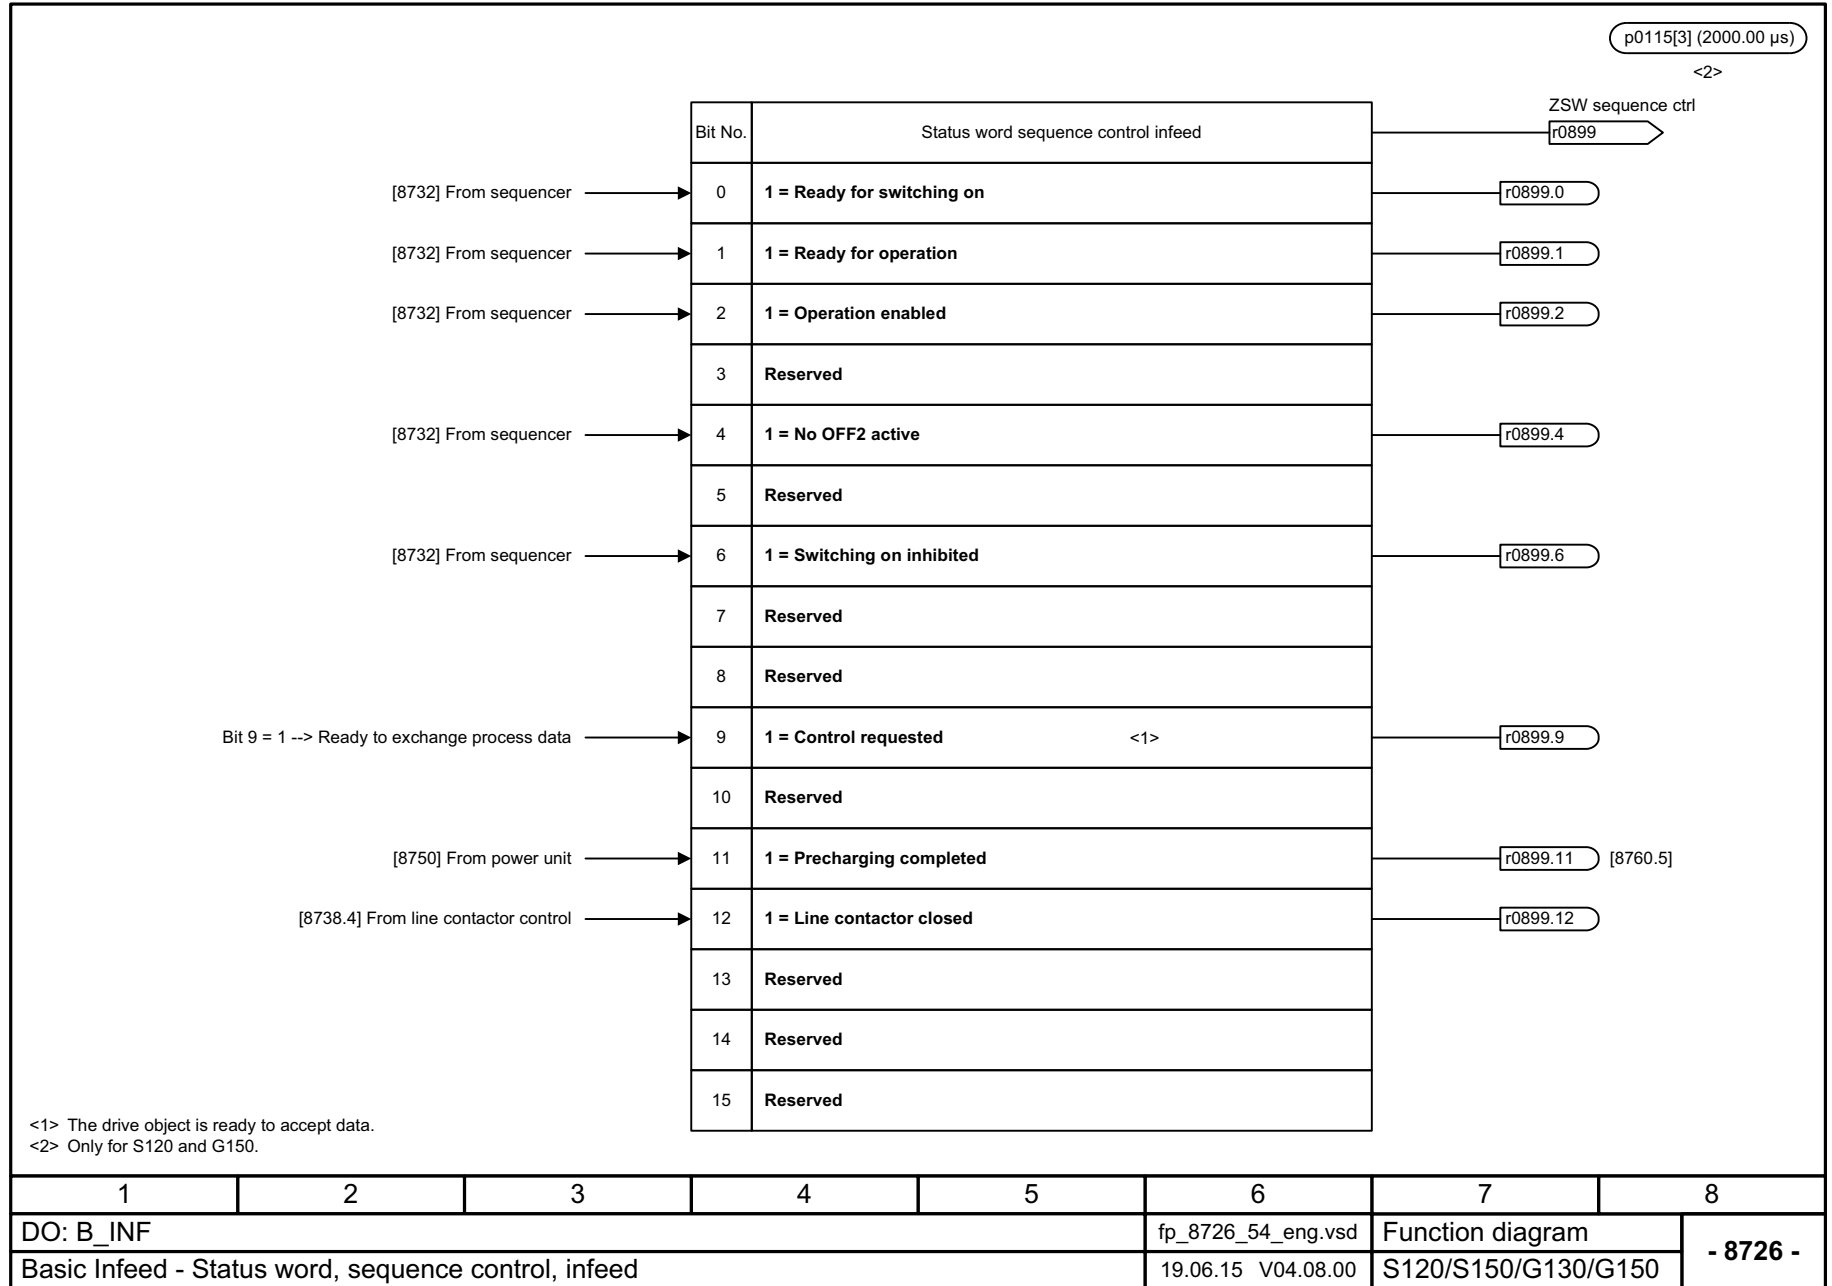 p0115[3] (2000.00 µs)
<2>
ZSW sequence ctrl
Bit No. Status word sequence control infeed r0899
[8732] From sequencer 0 1 = Ready for switching on r0899.0
[8732] From sequencer 1 1 = Ready for operation r0899.1
[8732] From sequencer 2 1 = Operation enabled r0899.2
3 Reserved
[8732] From sequencer 4 1 = No OFF2 active r0899.4
5 Reserved
[8732] From sequencer 6 1 = Switching on inhibited r0899.6
7 Reserved
8 Reserved
Bit 9 = 1 --> Ready to exchange process data 9 1 = Control requested <1> r0899.9
10 Reserved
[8750] From power unit 11 1 = Precharging completed r0899.11 [8760.5]
[8738.4] From line contactor control 12 1 = Line contactor closed r0899.12
13 Reserved
14 Reserved
15 Reserved
<1> The drive object is ready to accept data.
<2> Only for S120 and G150.
1 2 3 4 5 6 7 8
DO: B_INF fp_8726_54_eng.vsd Function diagram - 8726 -
Basic Infeed - Status word, sequence control, infeed 19.06.15 V04.08.00 S120/S150/G130/G150